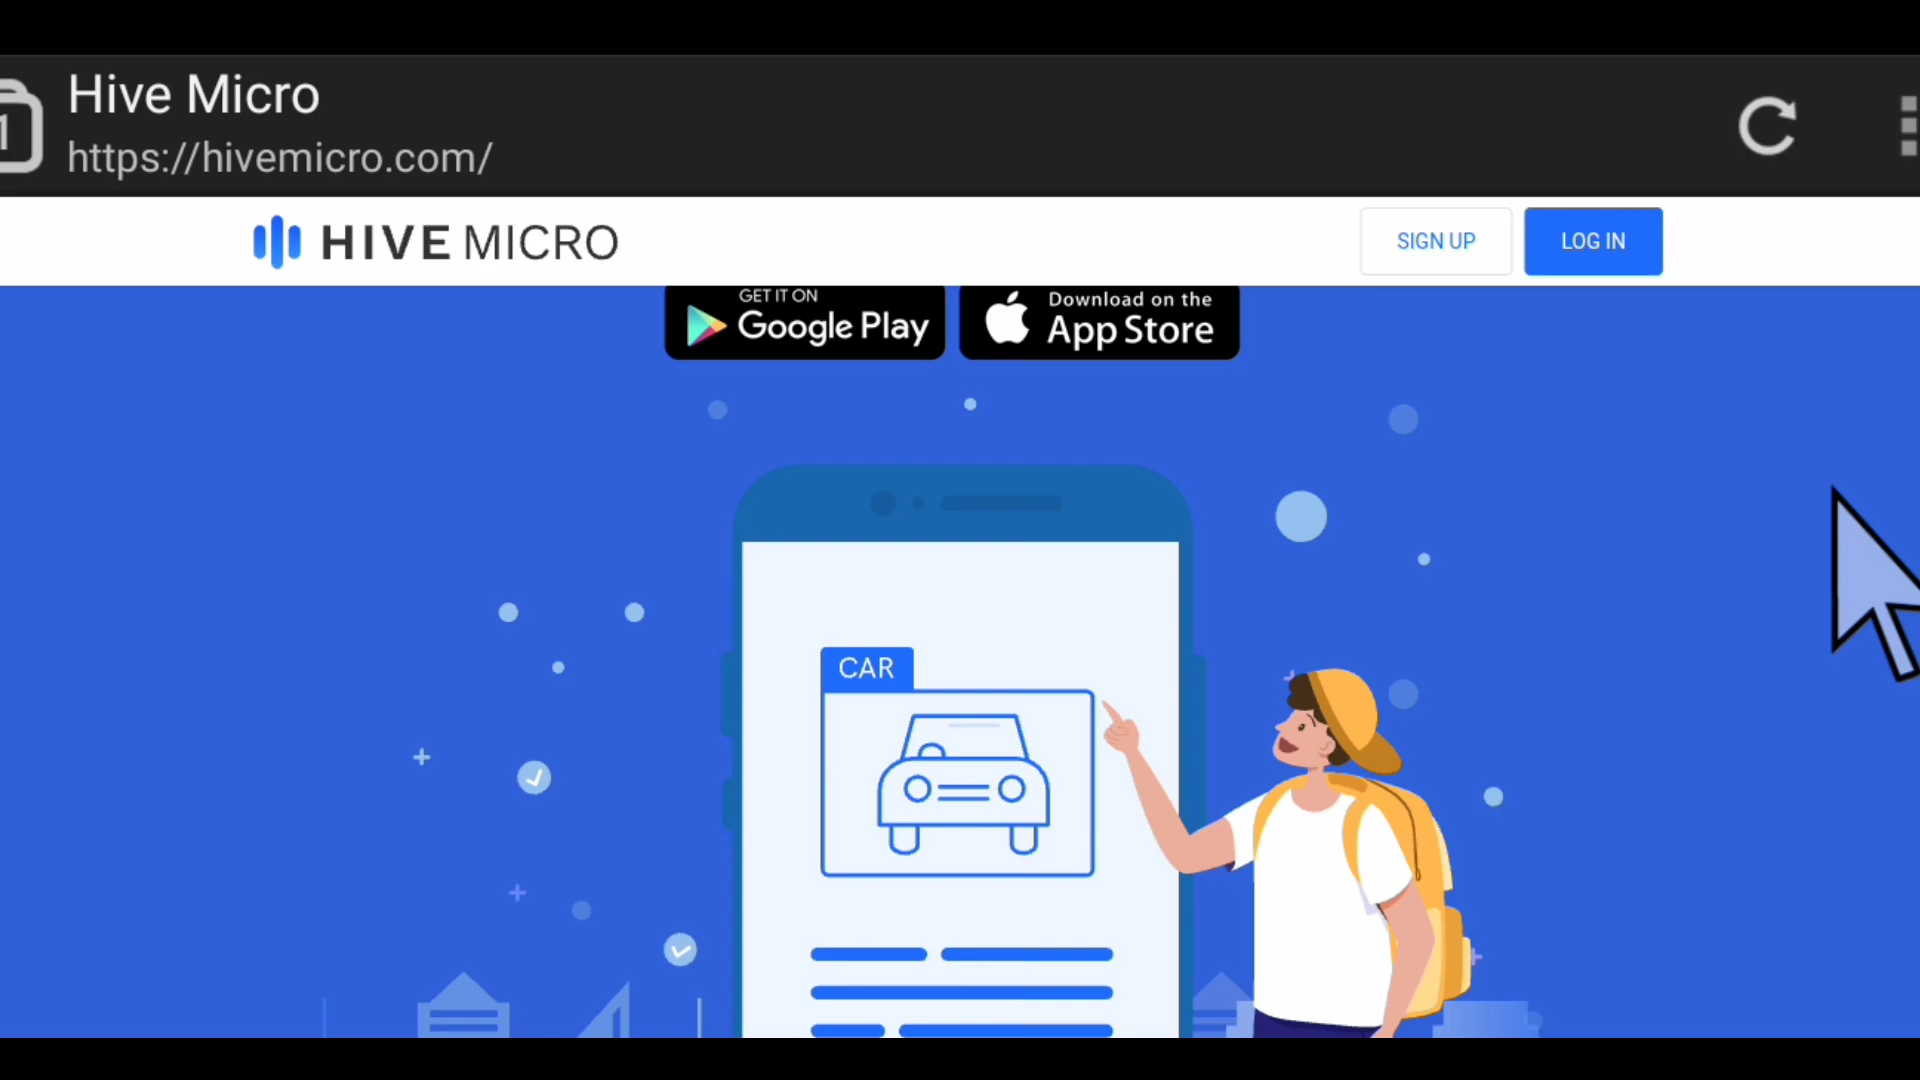 1
Hive Micro
https://hivemicro.com/
HIVE MICRO
SIGN UP
LOG IN
GET IT ON
Google Play
Download on the
App Store
CAR